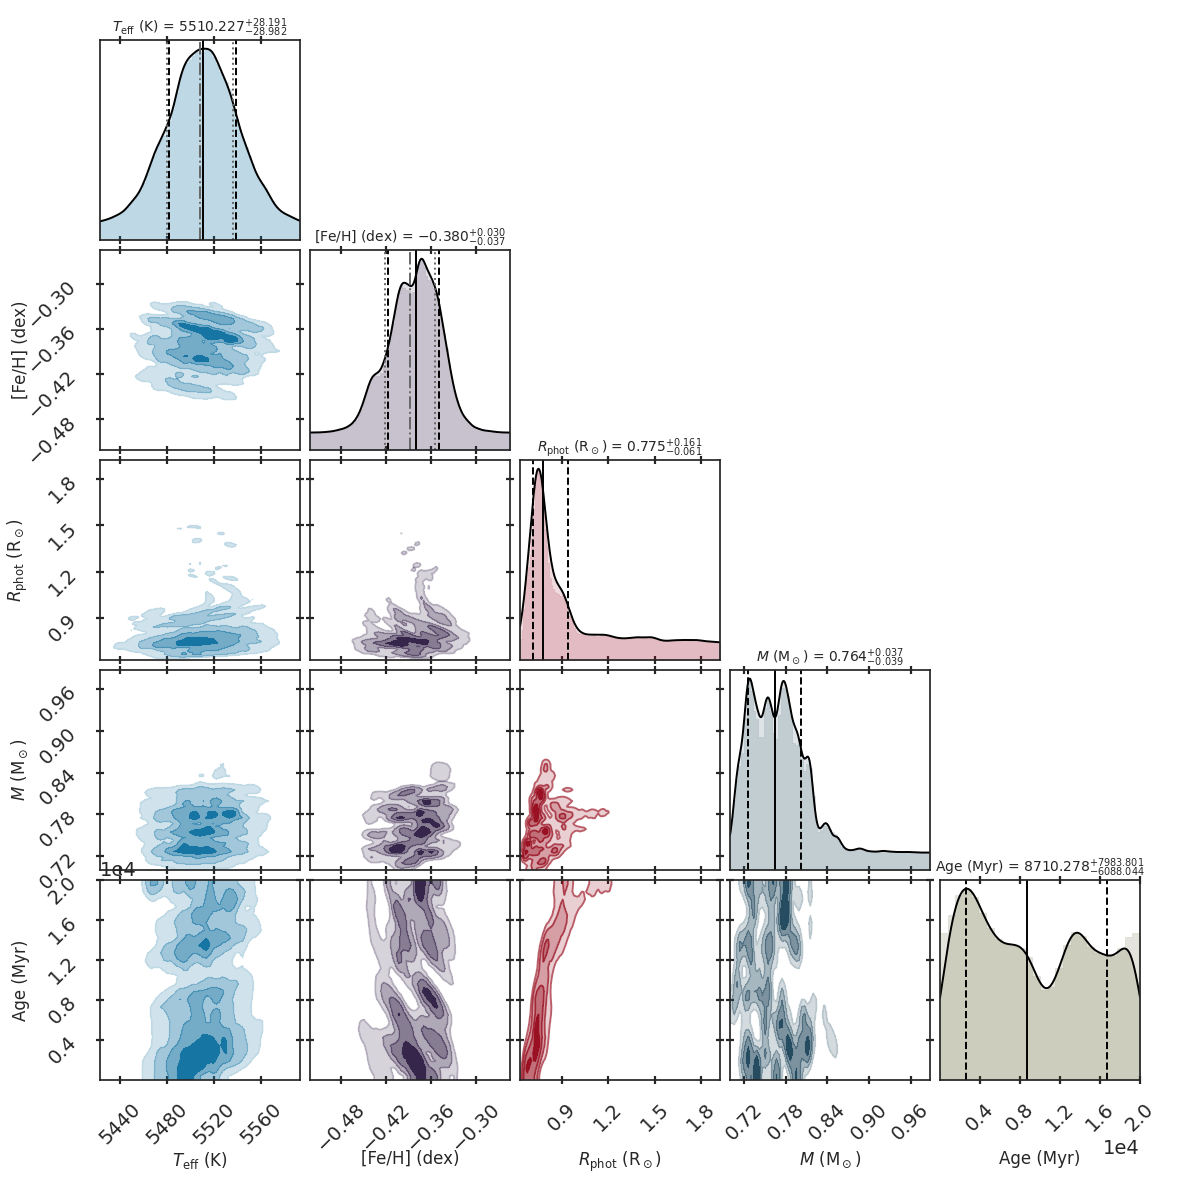 T_eff (K) = 5510.227 +28.191 −28.982
[Fe/H] (dex) = −0.380 +0.030 −0.037
[Fe/H] (dex)
−0.30
−0.36
−0.42
−0.48
R_phot (R⊙) = 0.775 +0.161 −0.061
R_phot (R⊙)
1.8
1.5
1.2
0.9
M (M⊙) = 0.764 +0.037 −0.039
M (M⊙)
0.96
0.90
0.84
0.78
0.72
1e4
Age (Myr) = 8710.278 +7983.801 −6088.044
Age (Myr)
2.0
1.6
1.2
0.8
0.4
5440 5480 5520 5560
−0.48 −0.42 −0.36 −0.30
0.9 1.2 1.5 1.8
0.72 0.78 0.84 0.90 0.96
0.4 0.8 1.2 1.6 2.0
1e4
T_eff (K)
[Fe/H] (dex)
R_phot (R⊙)
M (M⊙)
Age (Myr)